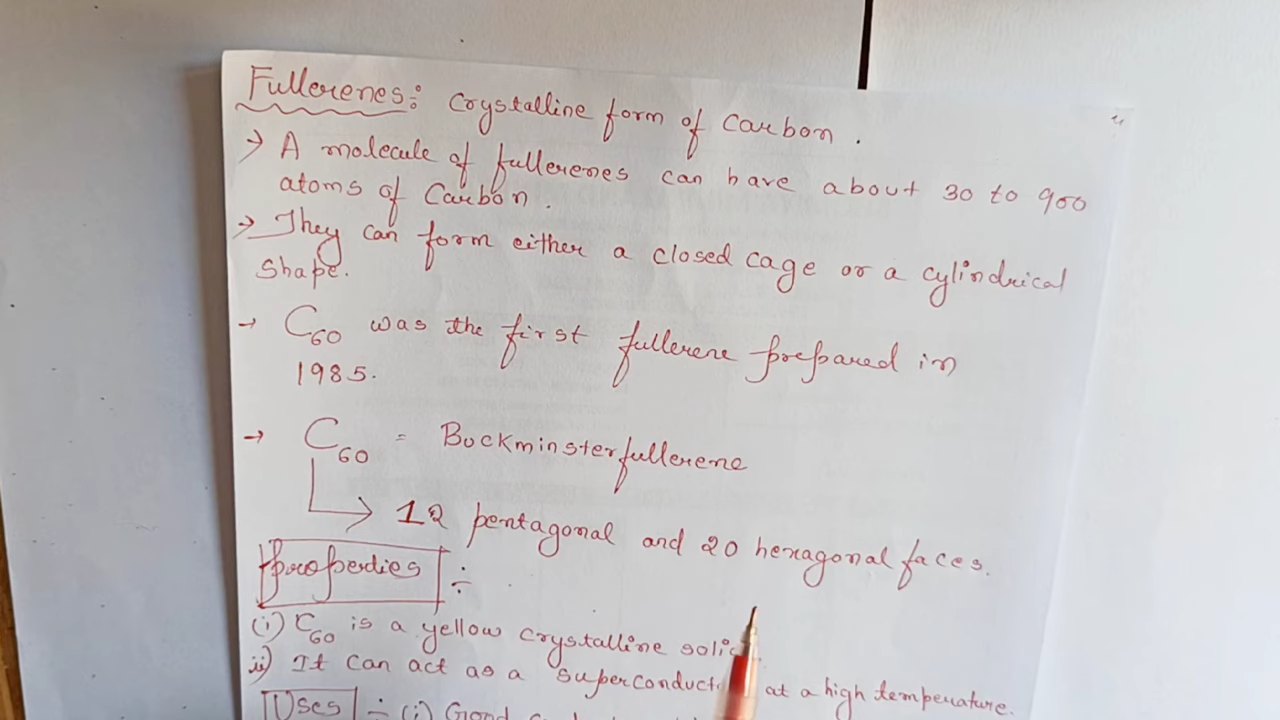 Fullerenes: Crystalline form of Carbon.
→ A molecule of fullerenes can have about 30 to 900
atoms of Carbon.
→ They can form either a closed cage or a cylindrical
shape.
→ C60 was the first fullerene prepared in
1985.
→ C60 = Buckminsterfullerene
→ 12 pentagonal and 20 hexagonal faces.
Properties ÷
(i) C60 is a yellow crystalline
ii) It can act as a at a high temperature.
Uses ÷ (i) Good